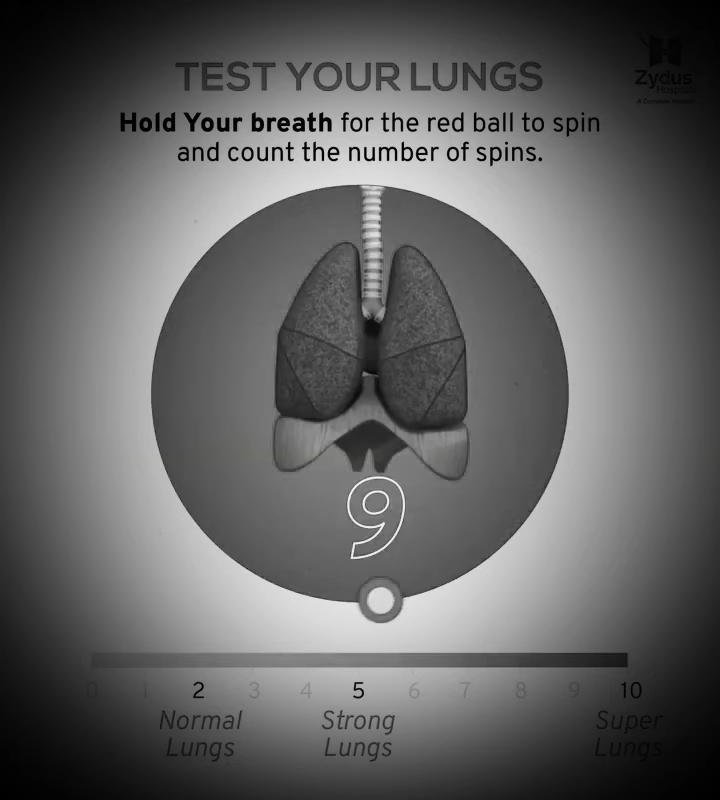 TEST YOUR LUNGS
Zydus
Hospitals
Hold Your breath for the red ball to spin
and count the number of spins.
9
0 1 2 3 4 5 6 7 8 9 10
Normal Strong Super
Lungs Lungs Lungs